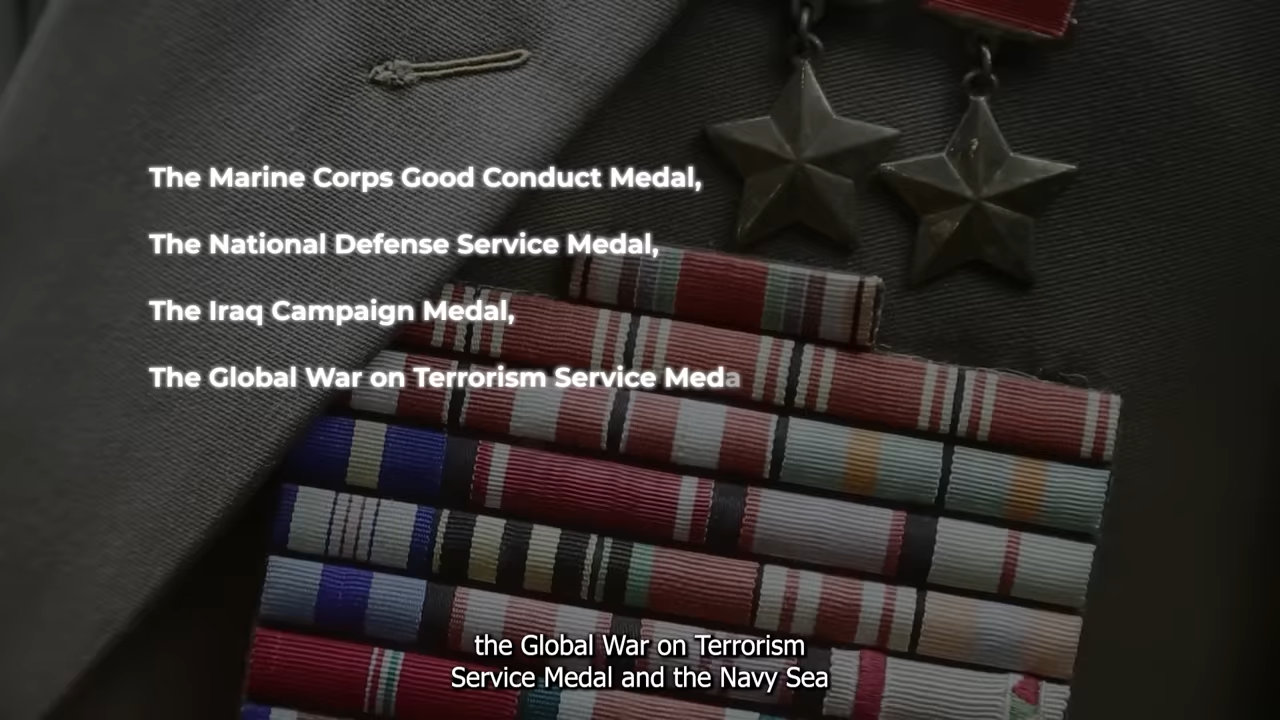 The Marine Corps Good Conduct Medal,
The National Defense Service Medal,
The Iraq Campaign Medal,
The Global War on Terrorism Service Meda
the Global War on Terrorism
Service Medal and the Navy Sea